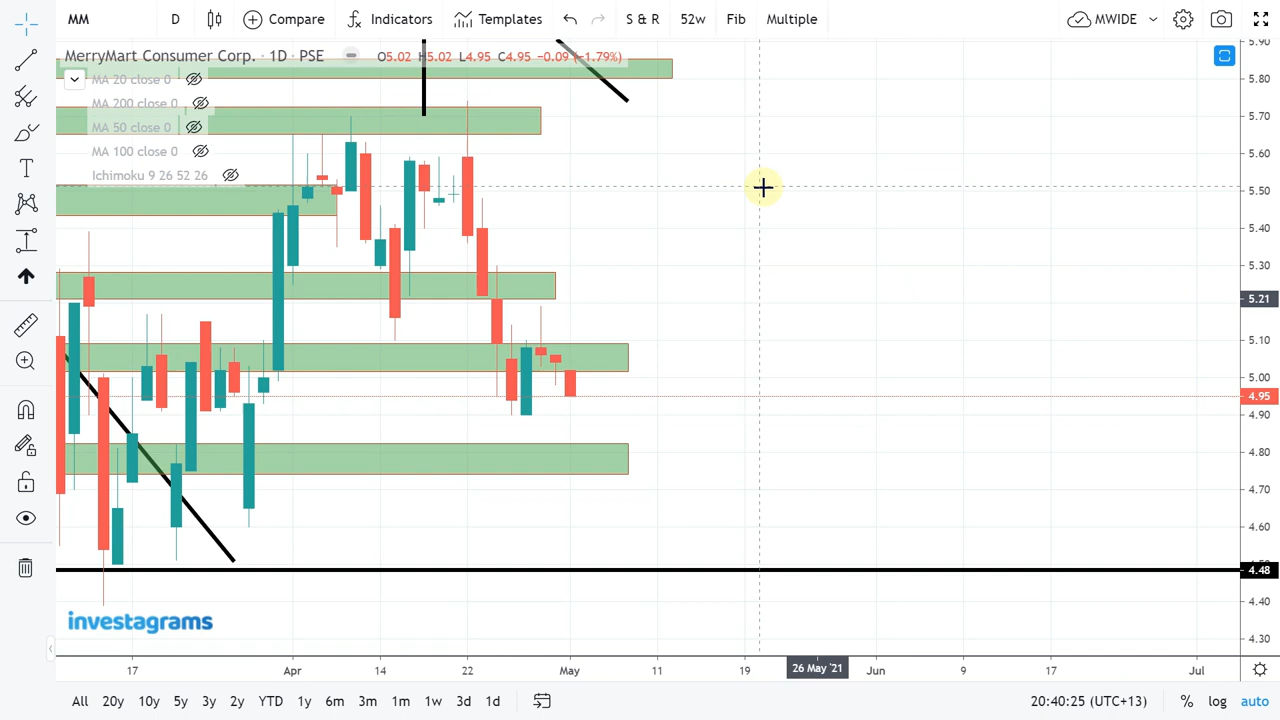 MM D Compare Indicators Templates S & R 52w Fib Multiple MWIDE
MerryMart Consumer Corp. · 1D · PSE O5.02 H5.02 L4.95 C4.95 −0.09 (−1.79%)
MA 20 close 0
MA 200 close 0
MA 50 close 0
MA 100 close 0
Ichimoku 9 26 52 26
5.90
5.80
5.70
5.60
5.50
5.40
5.30
5.21
5.00
4.95
4.90
4.80
4.70
4.60
4.48
4.40
4.30
investagrams
17 Apr 14 22 May 11 19 26 May '21 Jun 9 17 Jul
All 20y 10y 5y 3y 2y YTD 1y 6m 3m 1m 1w 3d 1d 20:40:25 (UTC+13) % log auto